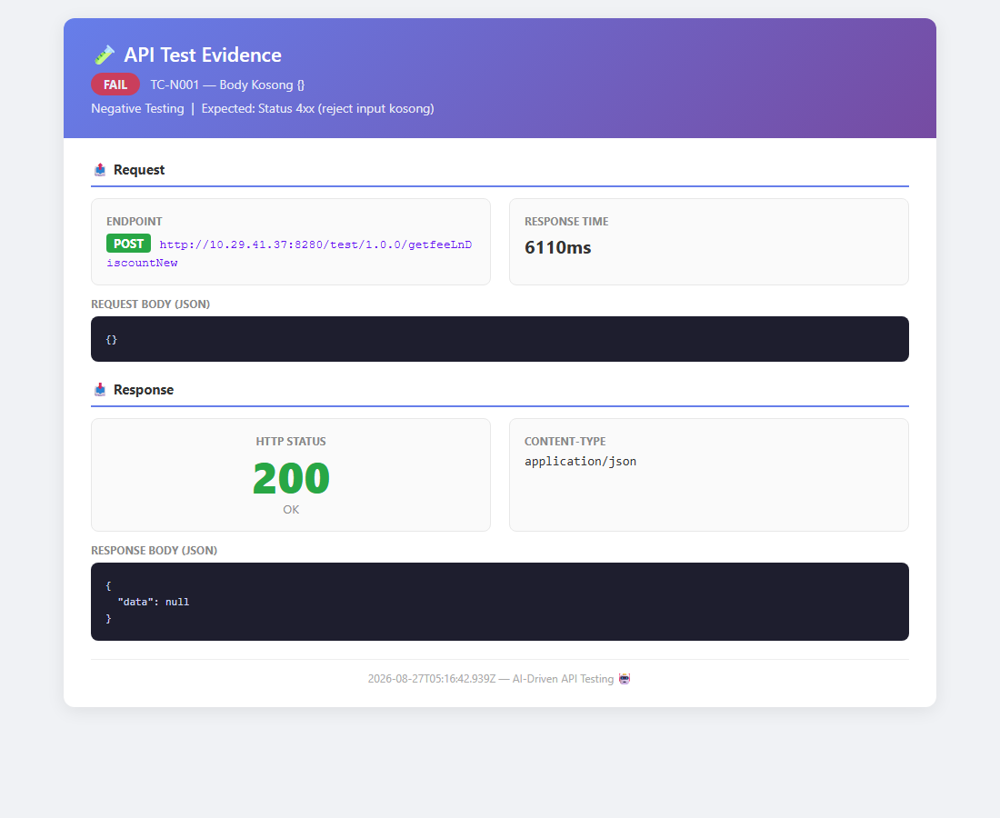 API Test Evidence
FAIL TC-N001 — Body Kosong {}
Negative Testing | Expected: Status 4xx (reject input kosong)
Request
ENDPOINT
POST http://10.29.41.37:8280/test/1.0.0/getfeeLnD
iscountNew
RESPONSE TIME
6110ms
REQUEST BODY (JSON)
{}
Response
HTTP STATUS
200
OK
CONTENT-TYPE
application/json
RESPONSE BODY (JSON)
{
  "data": null
}
2026-08-27T05:16:42.939Z — AI-Driven API Testing